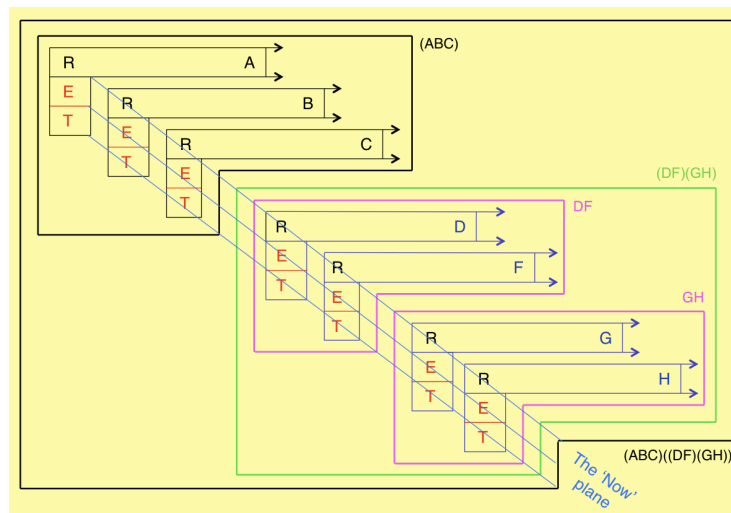 (ABC)
R A
E
T
R B
E
T
R C
E
T
(DF)(GH)
DF
R D
E
T
R F
E
T
GH
R G
E
T
R H
E
T
(ABC)((DF)(GH))
The ‘Now’
plane